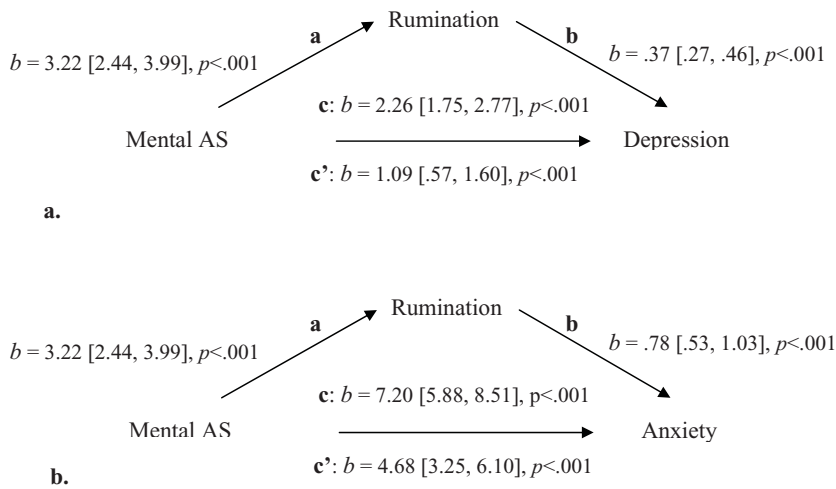 Rumination
a
b
b = 3.22 [2.44, 3.99], p<.001
b = .37 [.27, .46], p<.001
c: b = 2.26 [1.75, 2.77], p<.001
Mental AS
Depression
c’: b = 1.09 [.57, 1.60], p<.001
a.
Rumination
a
b
b = 3.22 [2.44, 3.99], p<.001
b = .78 [.53, 1.03], p<.001
c: b = 7.20 [5.88, 8.51], p<.001
Mental AS
Anxiety
c’: b = 4.68 [3.25, 6.10], p<.001
b.